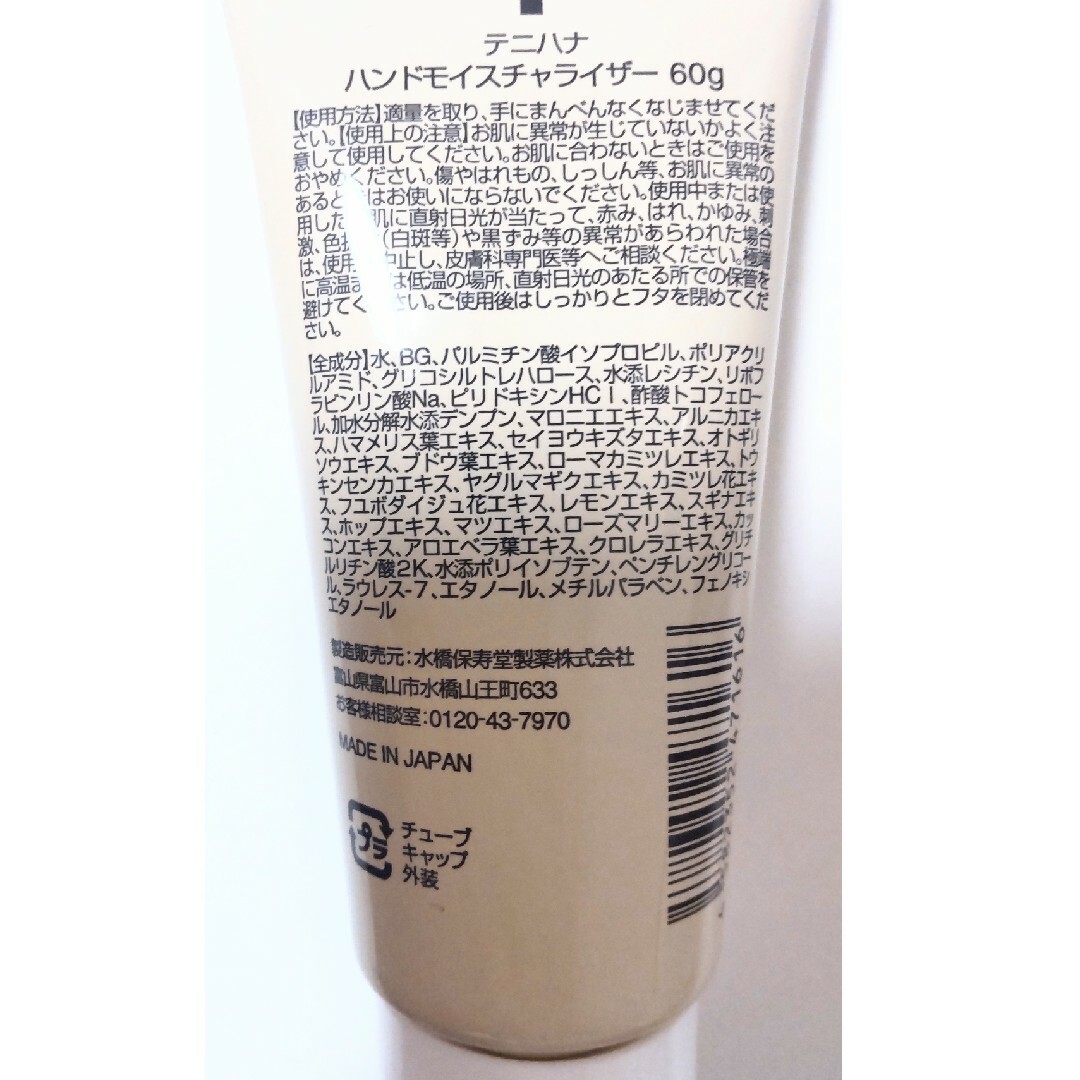 テニハナ
ハンドモイスチャライザー 60g
【使用方法】適量を取り、手にまんべんなくなじませてくだ
さい。【使用上の注意】お肌に異常が生じていないかよく注
意して使用してください。お肌に合わないときはご使用を
おやめください。傷やはれもの、しっしん等、お肌に異常の
あると はお使いにならないでください。使用中または使
用した 肌に直射日光が当たって、赤み、はれ、かゆみ、刺
激、色抜 (白斑等)や黒ずみ等の異常があらわれた場合
は、使用 中止し、皮膚科専門医等へご相談ください。極端
に高温ま は低温の場所、直射日光のあたる所での保管を
避けてく さい。ご使用後はしっかりとフタを閉めてくだ
さい。
【全成分】水、BG、パルミチン酸イソプロピル、ポリアクリ
ルアミド、グリコシルトレハロース、水添レシチン、リボフ
ラビンリン酸Na、ピリドキシンHCl、酢酸トコフェロー
ル、加水分解水添デンプン、マロニエエキス、アルニカエキ
ス、ハマメリス葉エキス、セイヨウキズタエキス、オトギリ
ソウエキス、ブドウ葉エキス、ローマカミツレエキス、トウ
キンセンカエキス、ヤグルマギクエキス、カミツレ花エキ
ス、フユボダイジュ花エキス、レモンエキス、スギナエキ
ス、ホップエキス、マツエキス、ローズマリーエキス、カッ
コンエキス、アロエベラ葉エキス、クロレラエキス、グリチ
ルリチン酸2K、水添ポリイソブテン、ペンチレングリコー
ル、ラウレス-7、エタノール、メチルパラベン、フェノキシ
エタノール
製造販売元:水橋保寿堂製薬株式会社
富山県富山市水橋山王町633
お客様相談室:0120-43-7970
MADE IN JAPAN
プラ
チューブ
キャップ
外装